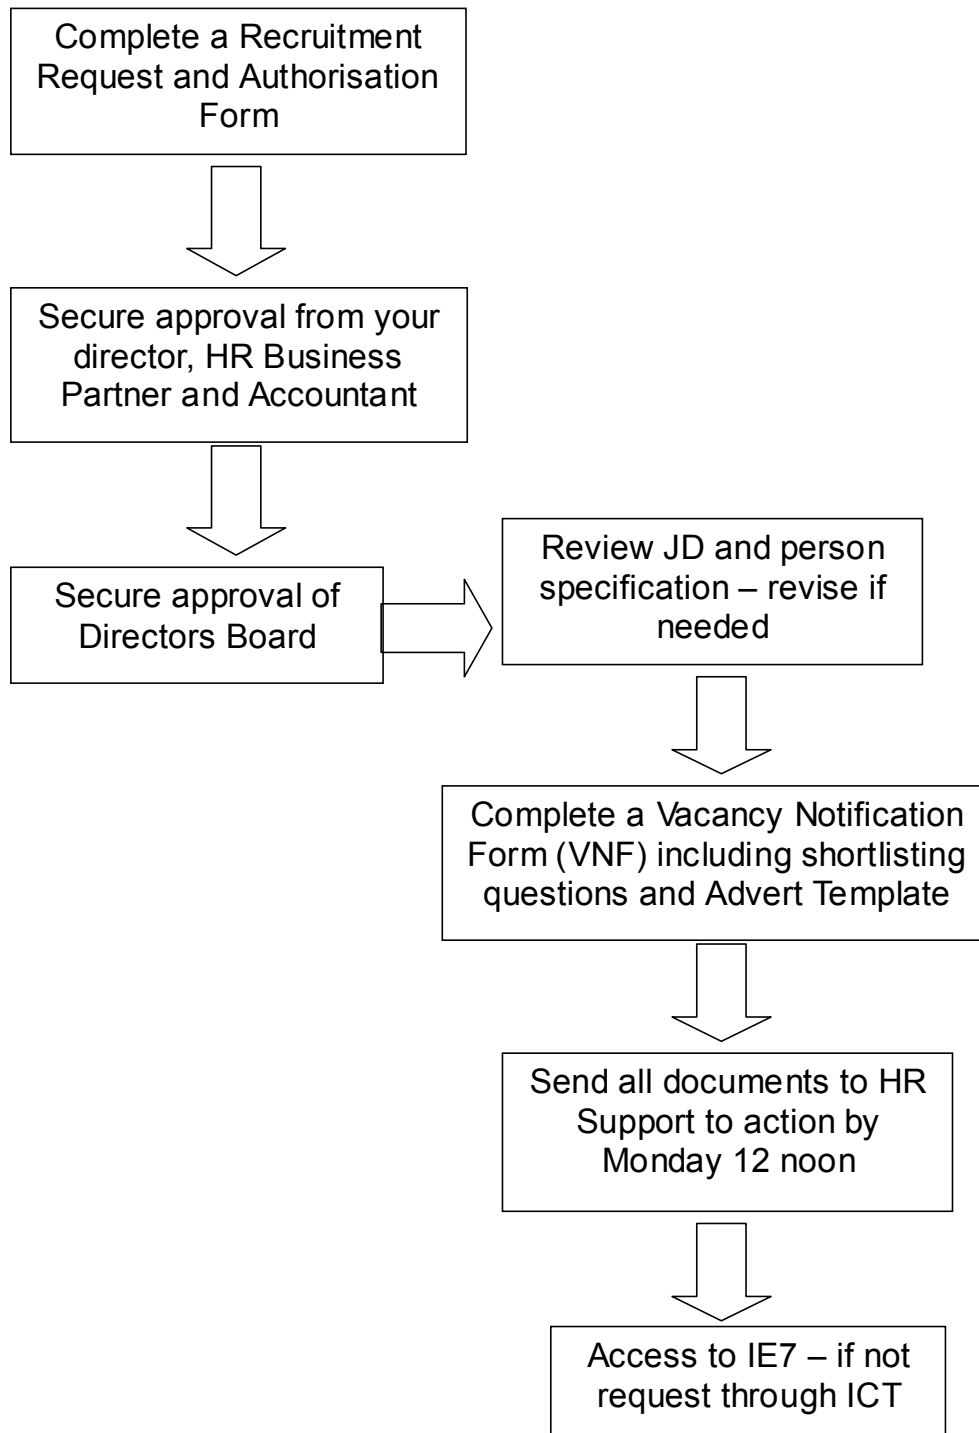 Complete a Recruitment
Request and Authorisation
Form
Secure approval from your
director, HR Business
Partner and Accountant
Secure approval of
Directors Board
Review JD and person
specification – revise if
needed
Complete a Vacancy Notification
Form (VNF) including shortlisting
questions and Advert Template
Send all documents to HR
Support to action by
Monday 12 noon
Access to IE7 – if not
request through ICT